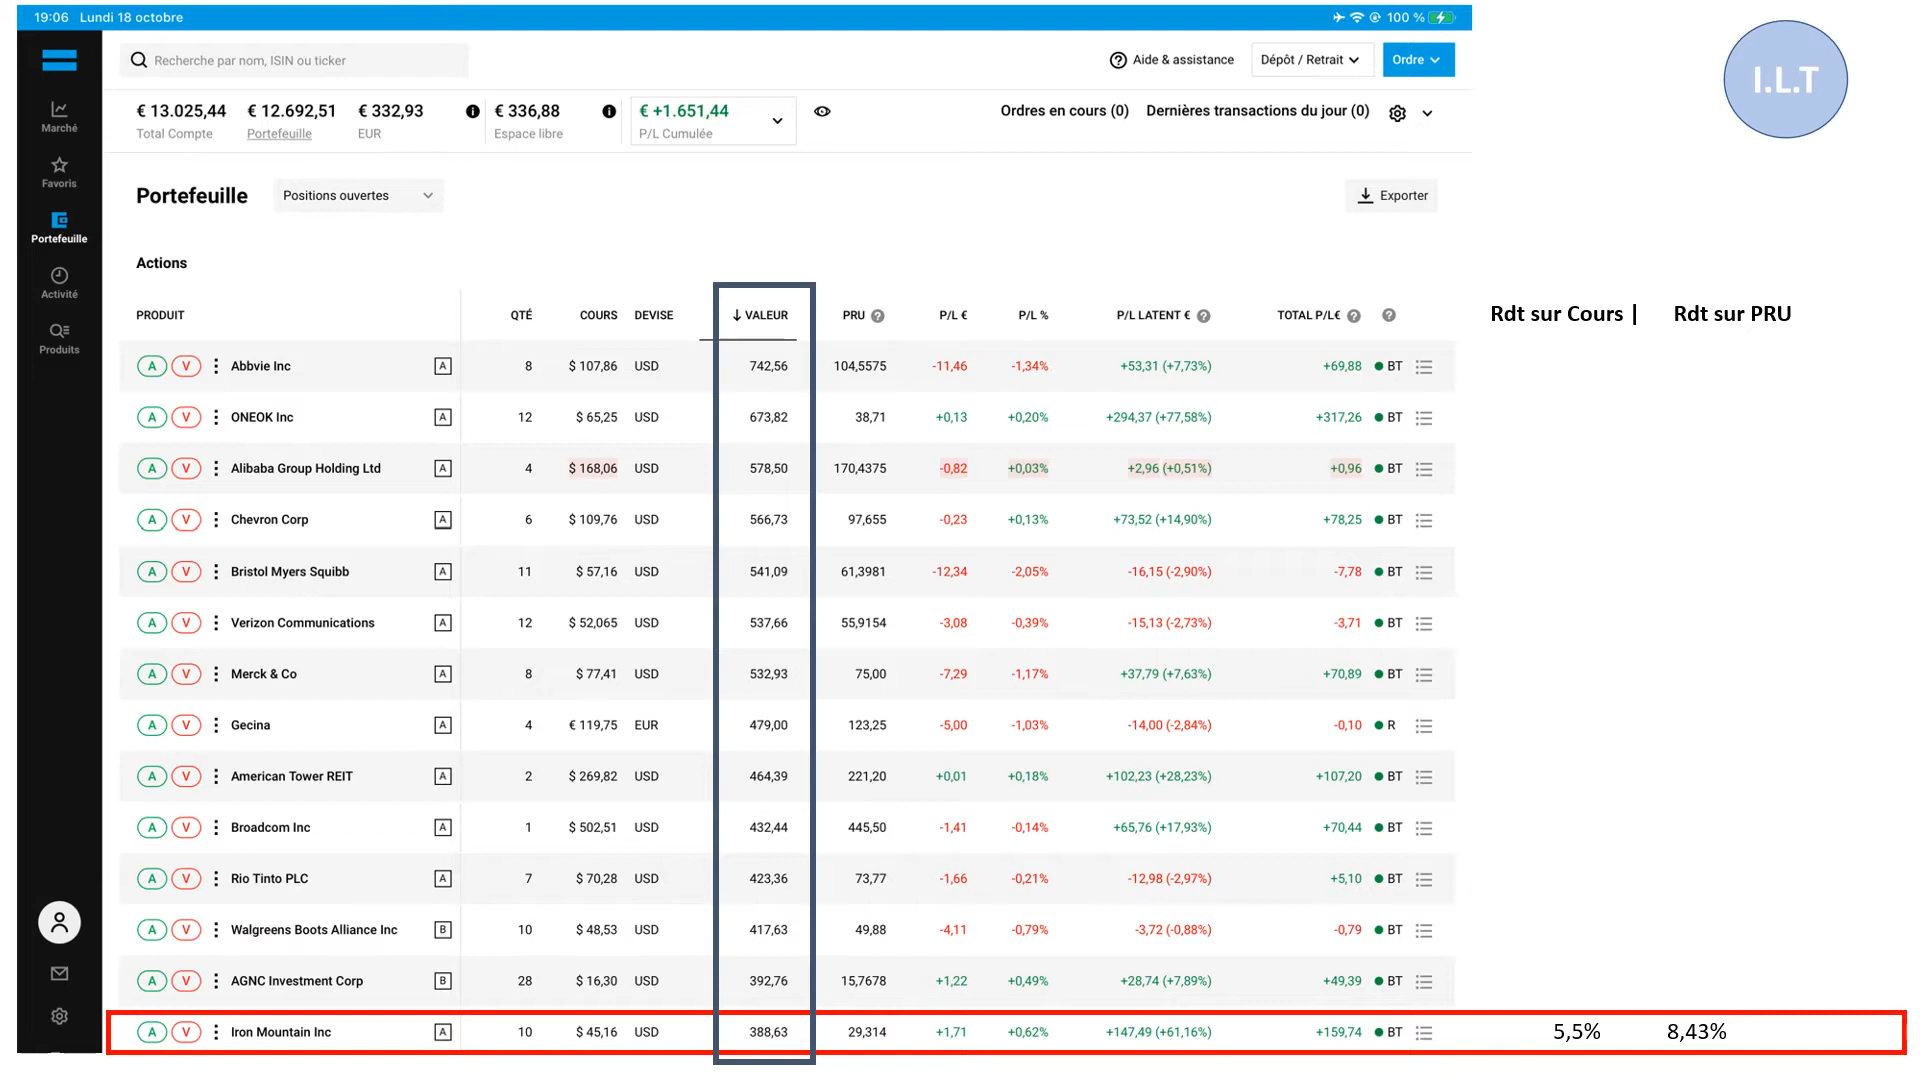 19:06 Lundi 18 octobre 100 %
Recherche par nom, ISIN ou ticker Aide & assistance Dépôt / Retrait Ordre
I.L.T
€ 13.025,44 € 12.692,51 € 332,93 € 336,88 € +1.651,44 Ordres en cours (0) Dernières transactions du jour (0)
Total Compte Portefeuille EUR Espace libre P/L Cumulée
Marché
Favoris
Portefeuille
Activité
Produits
Portefeuille Positions ouvertes Exporter
Actions
PRODUIT QTÉ COURS DEVISE ↓ VALEUR PRU ? P/L € P/L % P/L LATENT € ? TOTAL P/L€ ? ? Rdt sur Cours | Rdt sur PRU
A V Abbvie Inc A 8 $ 107,86 USD 742,56 104,5575 -11,46 -1,34% +53,31 (+7,73%) +69,88 BT
A V ONEOK Inc A 12 $ 65,25 USD 673,82 38,71 +0,13 +0,20% +294,37 (+77,58%) +317,26 BT
A V Alibaba Group Holding Ltd A 4 $ 168,06 USD 578,50 170,4375 -0,82 +0,03% +2,96 (+0,51%) +0,96 BT
A V Chevron Corp A 6 $ 109,76 USD 566,73 97,655 -0,23 +0,13% +73,52 (+14,90%) +78,25 BT
A V Bristol Myers Squibb A 11 $ 57,16 USD 541,09 61,3981 -12,34 -2,05% -16,15 (-2,90%) -7,78 BT
A V Verizon Communications A 12 $ 52,065 USD 537,66 55,9154 -3,08 -0,39% -15,13 (-2,73%) -3,71 BT
A V Merck & Co A 8 $ 77,41 USD 532,93 75,00 -7,29 -1,17% +37,79 (+7,63%) +70,89 BT
A V Gecina A 4 € 119,75 EUR 479,00 123,25 -5,00 -1,03% -14,00 (-2,84%) -0,10 R
A V American Tower REIT A 2 $ 269,82 USD 464,39 221,20 +0,01 +0,18% +102,23 (+28,23%) +107,20 BT
A V Broadcom Inc A 1 $ 502,51 USD 432,44 445,50 -1,41 -0,14% +65,76 (+17,93%) +70,44 BT
A V Rio Tinto PLC A 7 $ 70,28 USD 423,36 73,77 -1,66 -0,21% -12,98 (-2,97%) +5,10 BT
A V Walgreens Boots Alliance Inc B 10 $ 48,53 USD 417,63 49,88 -4,11 -0,79% -3,72 (-0,88%) -0,79 BT
A V AGNC Investment Corp B 28 $ 16,30 USD 392,76 15,7678 +1,22 +0,49% +28,74 (+7,89%) +49,39 BT
A V Iron Mountain Inc A 10 $ 45,16 USD 388,63 29,314 +1,71 +0,62% +147,49 (+61,16%) +159,74 BT 5,5% 8,43%